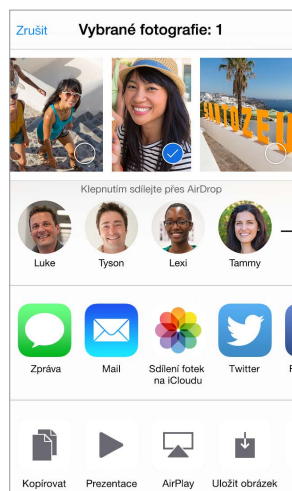 Zrušit Vybrané fotografie: 1
Klepnutím sdílejte přes AirDrop
Luke Tyson Lexi Tammy
Zpráva Mail Sdílení fotek Twitter F
na iCloudu
Kopírovat Prezentace AirPlay Uložit obrázek